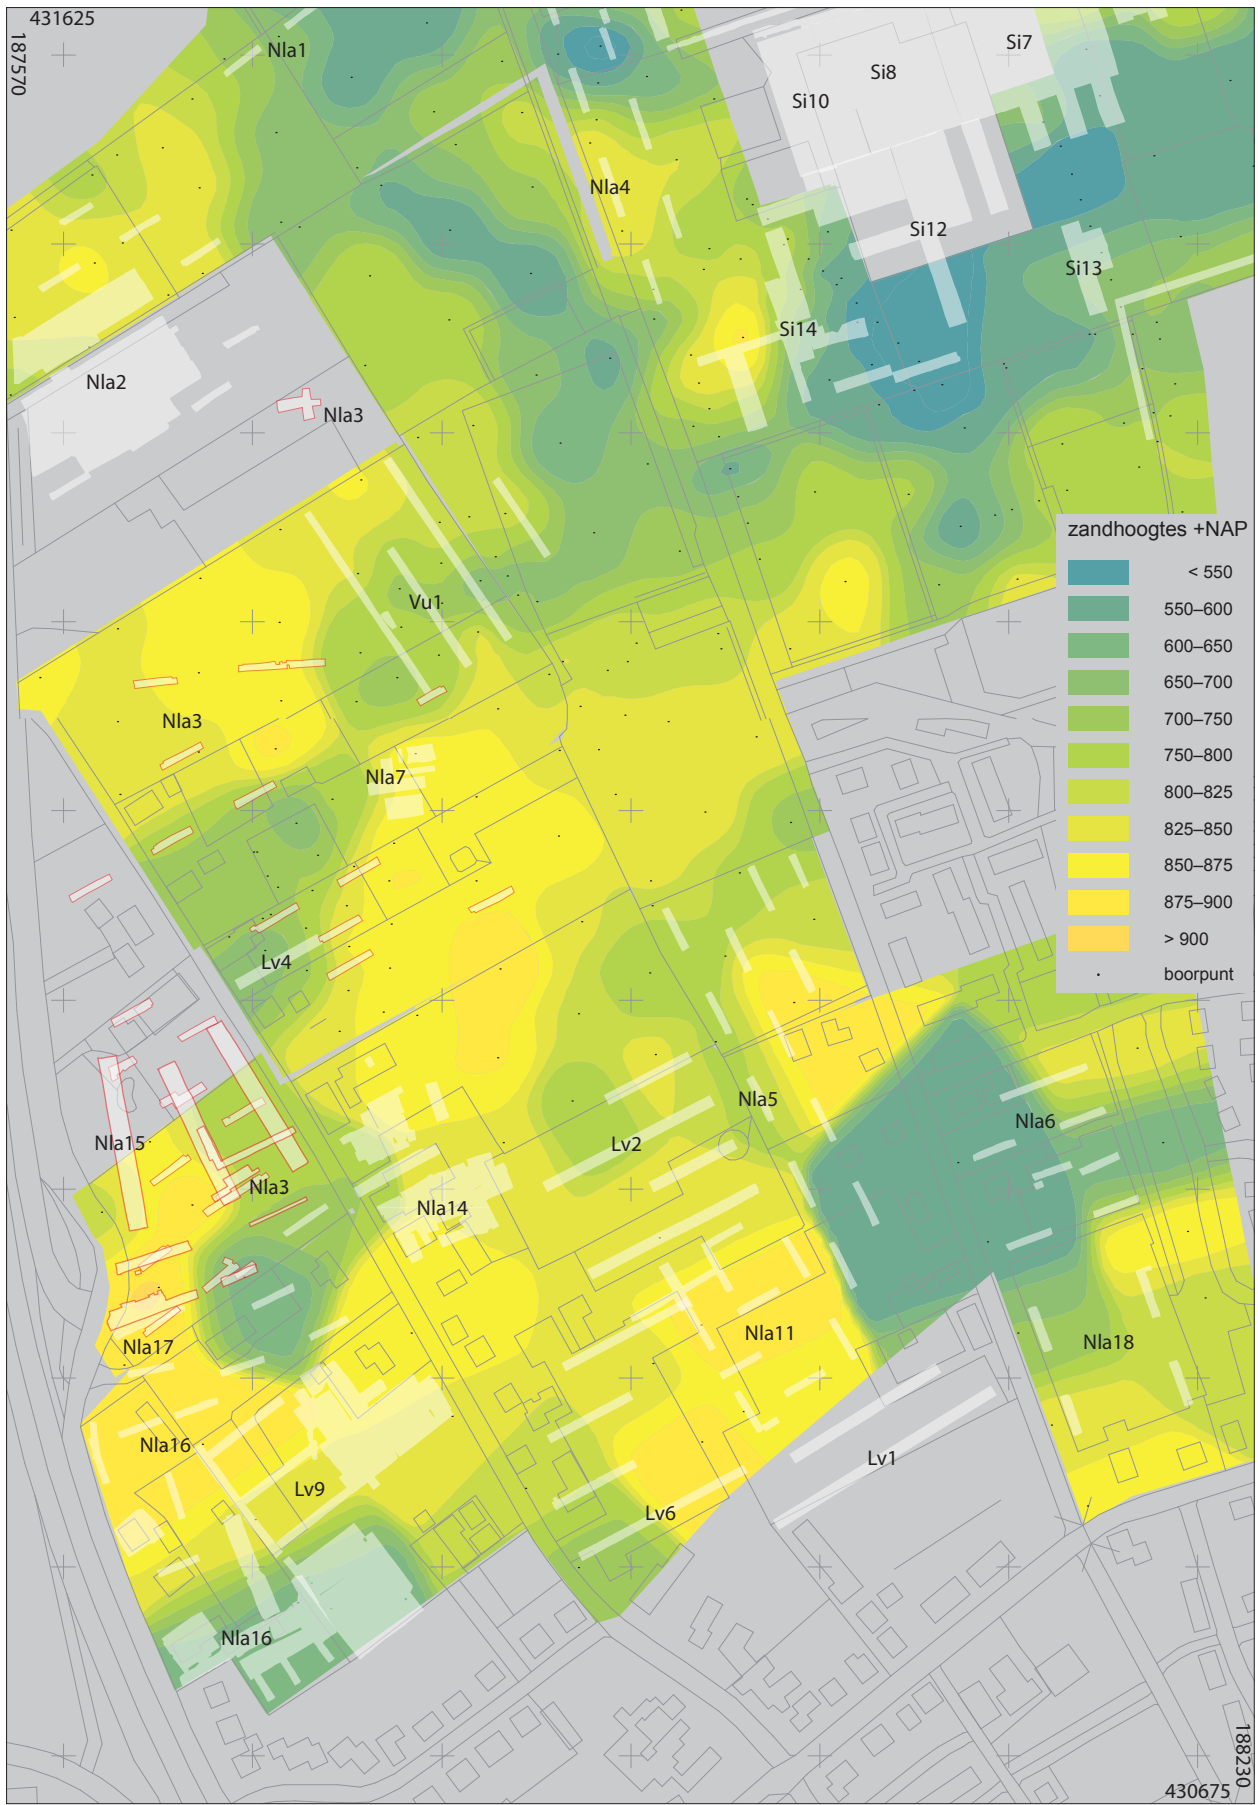 431625
187570
Nla1
Si7
Si8
Si10
Nla4
Si12
Si13
Si14
Nla2
Nla3
zandhoogtes +NAP
< 550
550–600
600–650
650–700
700–750
750–800
800–825
825–850
850–875
875–900
> 900
boorpunt
Vu1
Nla3
Nla7
Lv4
Nla5
Nla6
Nla15
Lv2
Nla3
Nla14
Nla11
Nla18
Nla17
Nla16
Lv1
Lv9
Lv6
Nla16
188230
430675